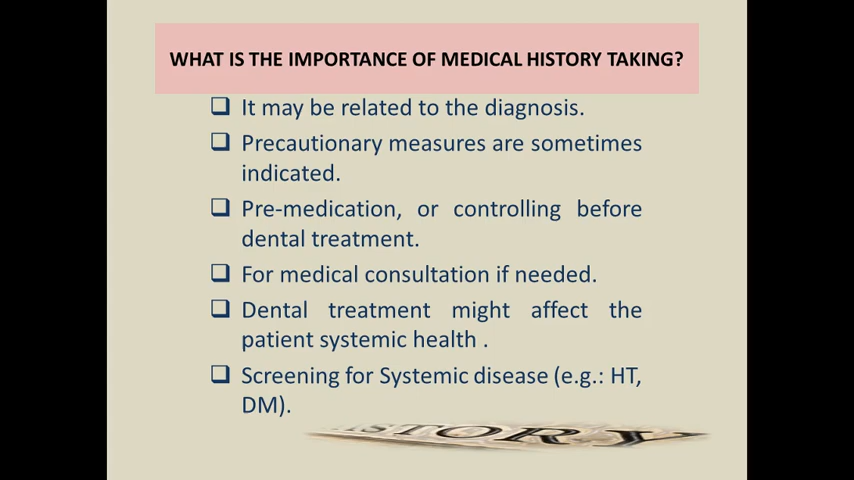 WHAT IS THE IMPORTANCE OF MEDICAL HISTORY TAKING?
❑ It may be related to the diagnosis.
❑ Precautionary measures are sometimes
indicated.
❑ Pre-medication, or controlling before
dental treatment.
❑ For medical consultation if needed.
❑ Dental treatment might affect the
patient systemic health .
❑ Screening for Systemic disease (e.g.: HT,
DM).
ISTORY